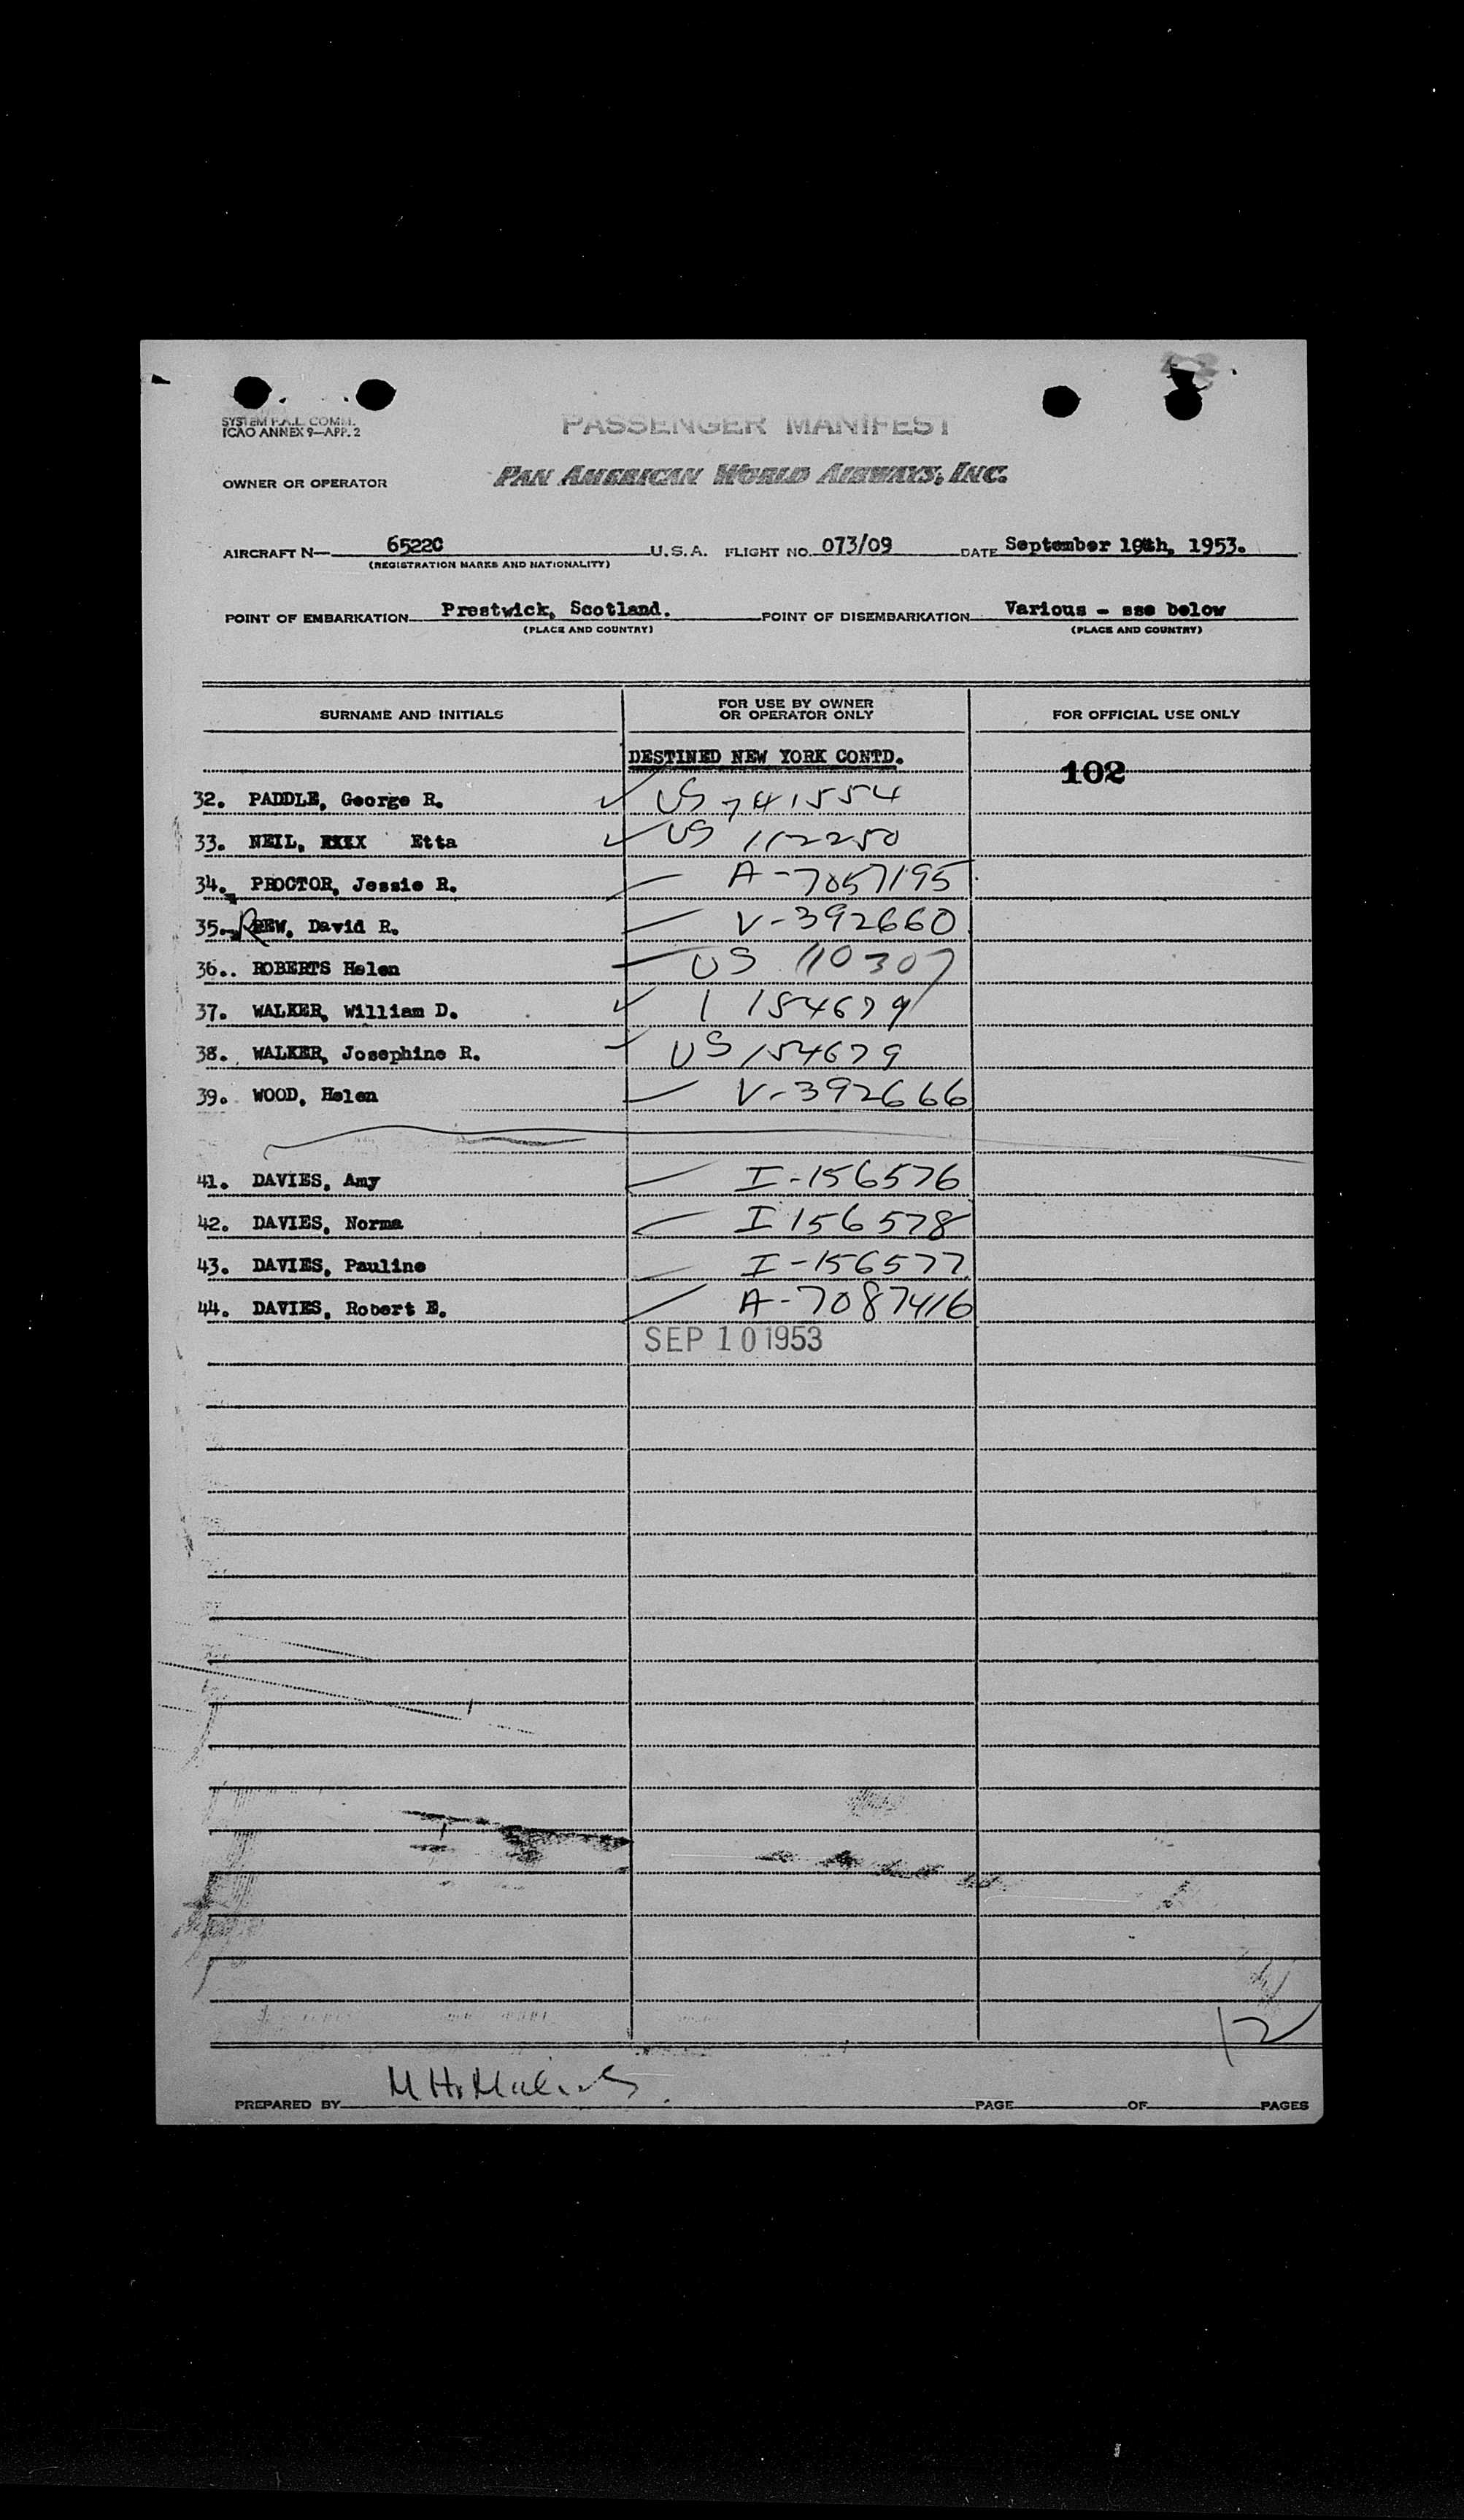 SYSTEM F.A.L. COMM.
ICAO ANNEX 9—APP. 2
PASSENGER MANIFEST
OWNER OR OPERATOR PAN AMERICAN WORLD AIRWAYS, INC.
AIRCRAFT N— 6522C U.S.A. FLIGHT NO. 073/09 DATE September 10th, 1953.
(REGISTRATION MARKS AND NATIONALITY)
POINT OF EMBARKATION Prestwick, Scotland. POINT OF DISEMBARKATION Various - sse below
(PLACE AND COUNTRY) (PLACE AND COUNTRY)
SURNAME AND INITIALS FOR USE BY OWNER OR OPERATOR ONLY FOR OFFICIAL USE ONLY
DESTINED NEW YORK CONTD.
102
32. PADDLE, George R. ✓ US 741554
33. NEIL, Etta ✓ US 112250
34. PROCTOR, Jessie R. A-7057195
35. REW, David R. V-392660
36.. ROBERTS Helen US 110307
37. WALKER, William D. ✓ I 154679
38. WALKER, Josephine R. US 154679
39. WOOD, Helen V-392666
41. DAVIES, Amy I-156576
42. DAVIES, Norma I 156578
43. DAVIES, Pauline I-156577
44. DAVIES, Robert E. A-7087416
SEP 10 1953
12
PREPARED BY PAGE OF PAGES